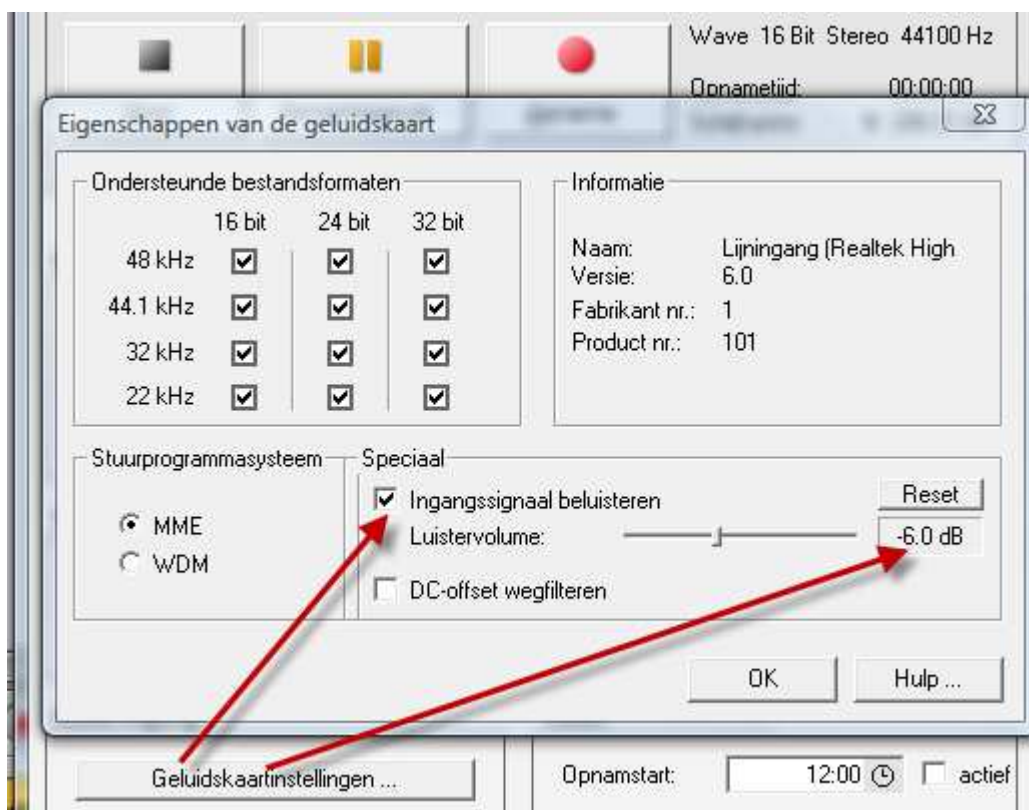 Wave 16 Bit Stereo 44100 Hz
Opnametijd: 00:00:00
Eigenschappen van de geluidskaart
Ondersteunde bestandsformaten
16 bit 24 bit 32 bit
48 kHz
44.1 kHz
32 kHz
22 kHz
Informatie
Naam: Lijningang (Realtek High
Versie: 6.0
Fabrikant nr.: 1
Product nr.: 101
Stuurprogrammasysteem
MME
WDM
Speciaal
Ingangssignaal beluisteren
Reset
Luistervolume: -6.0 dB
DC-offset wegfilteren
OK
Hulp ...
Geluidskaartinstellingen ...
Opnamstart: 12:00 actief